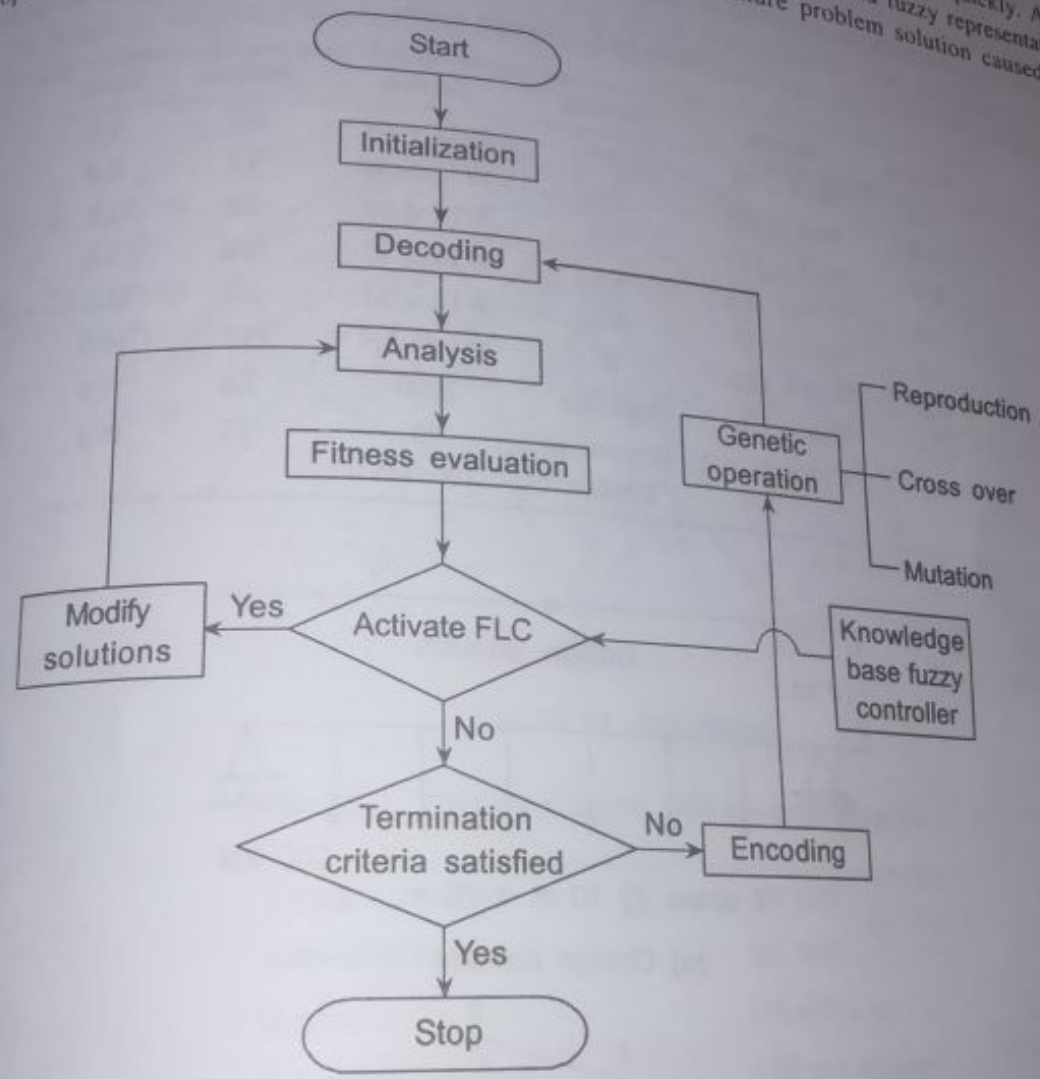 fuzzy
problem solution caused
Start
Initialization
Decoding
Analysis
Fitness evaluation
Genetic
operation
Reproduction
Cross over
Mutation
Modify
solutions
Yes
Activate FLC
Knowledge
base fuzzy
controller
No
Termination
criteria satisfied
No
Encoding
Yes
Stop